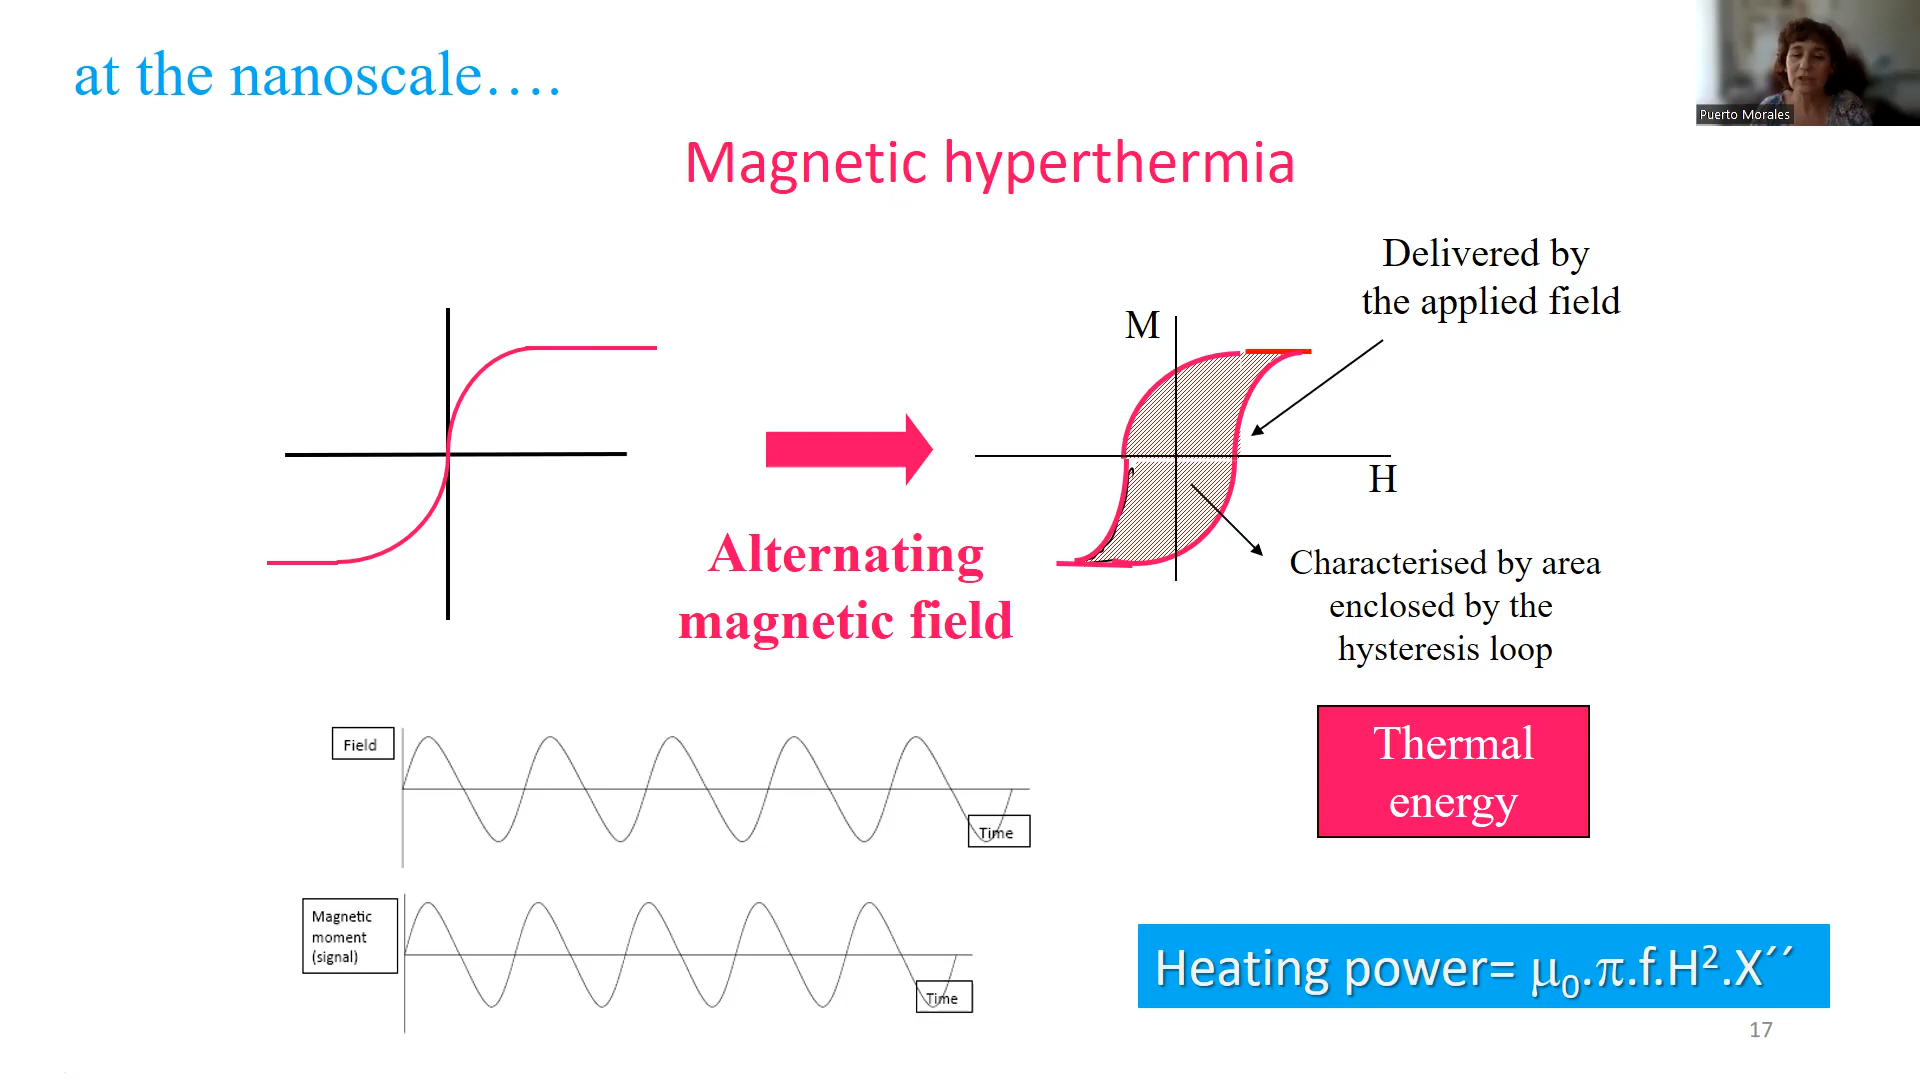 at the nanoscale….
Puerto Morales
Magnetic hyperthermia
Delivered by
the applied field
M
H
Alternating
magnetic field
Characterised by area
enclosed by the
hysteresis loop
Field
Time
Thermal
energy
Magnetic
moment
(signal)
Time
Heating power= μ₀.π.f.H².X´´
17